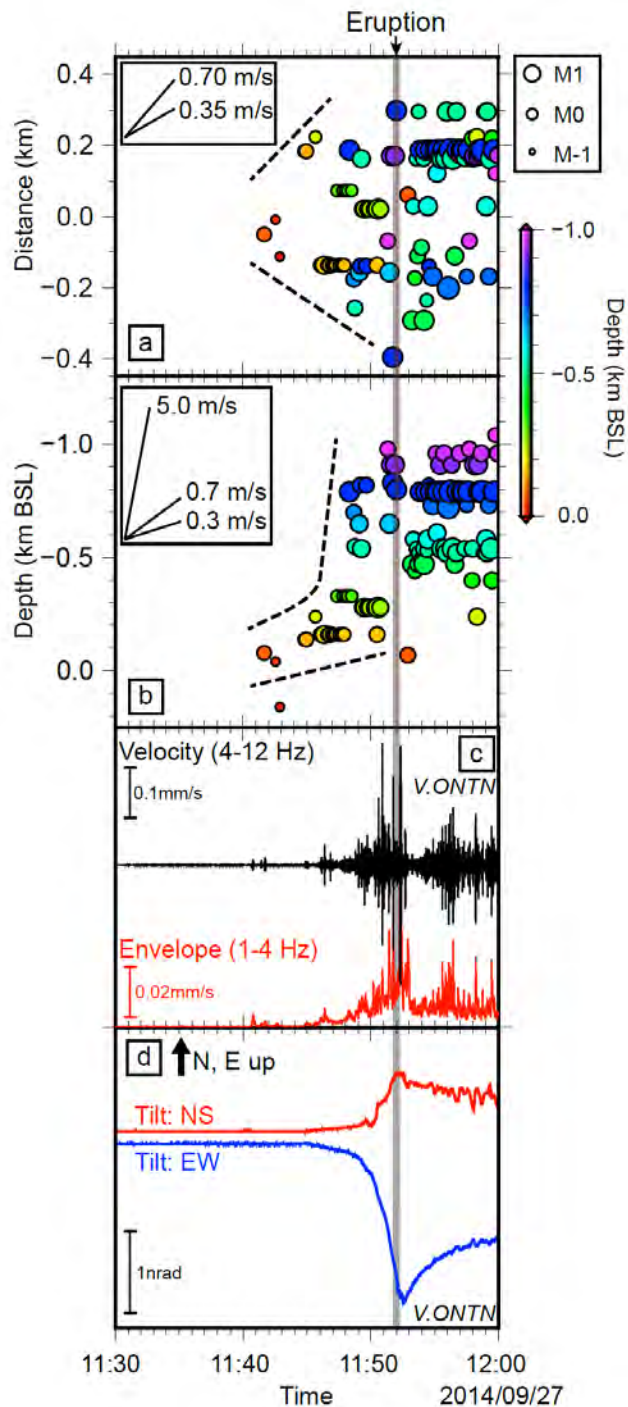 Eruption
0.4
0.2
0.0
−0.2
−0.4
Distance (km)
0.70 m/s
0.35 m/s
a
M1
M0
M-1
−1.0
−0.5
0.0
Depth (km BSL)
−1.0
−0.5
0.0
Depth (km BSL)
5.0 m/s
0.7 m/s
0.3 m/s
b
Velocity (4-12 Hz)
c
V.ONTN
0.1mm/s
Envelope (1-4 Hz)
0.02mm/s
d
N, E up
Tilt: NS
Tilt: EW
1nrad
V.ONTN
11:30 11:40 11:50 12:00
Time 2014/09/27